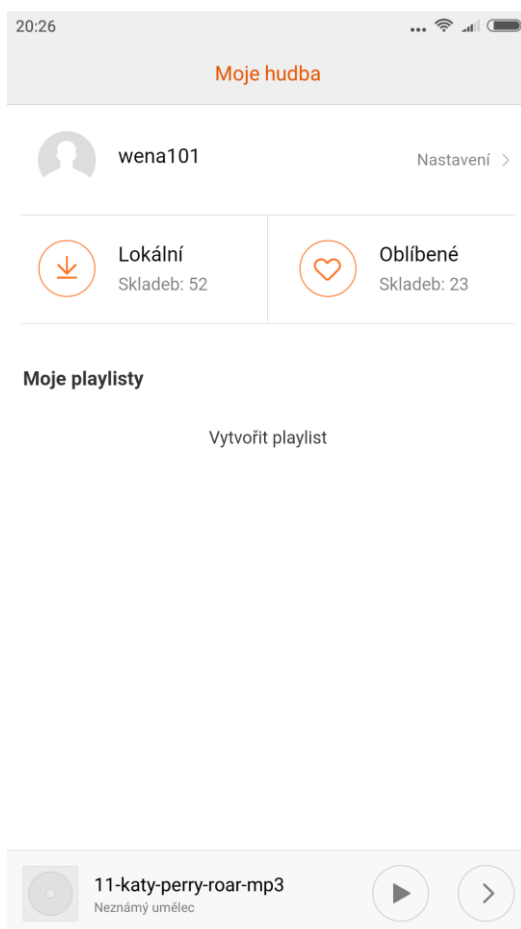 20:26
Moje hudba
wena101
Nastavení
Lokální
Skladeb: 52
Oblíbené
Skladeb: 23
Moje playlisty
Vytvořit playlist
11-katy-perry-roar-mp3
Neznámý umělec